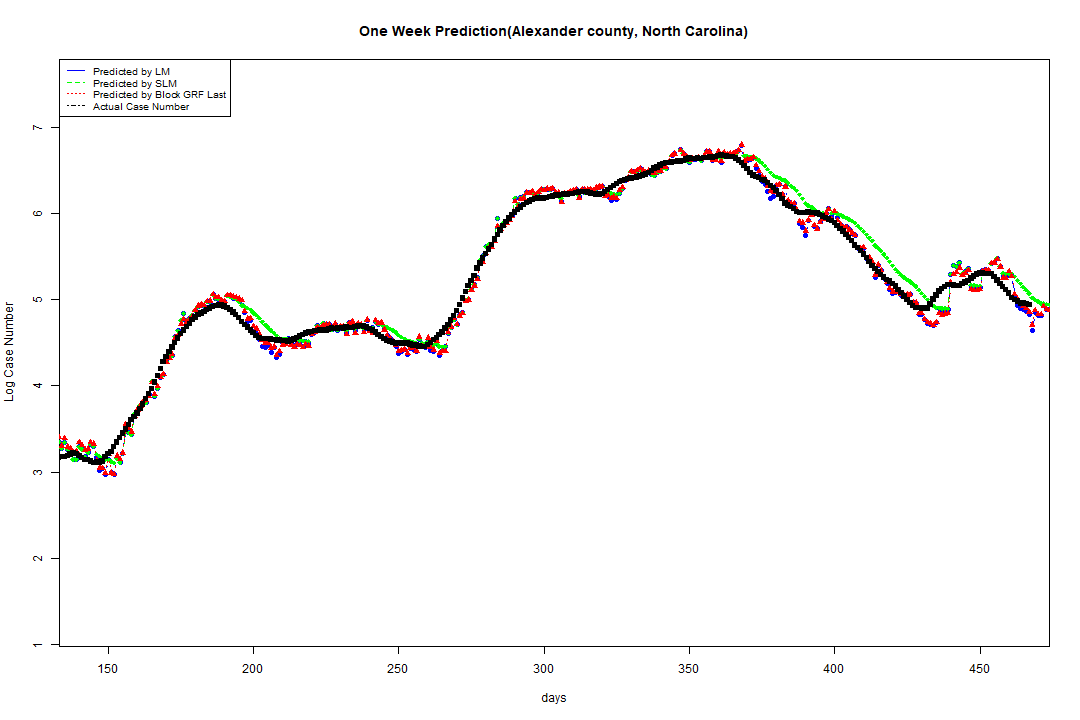 One Week Prediction(Alexander county, North Carolina)
Predicted by LM
Predicted by SLM
Predicted by Block GRF Last
Actual Case Number
Log Case Number
7
6
5
4
3
2
1
150 200 250 300 350 400 450
days